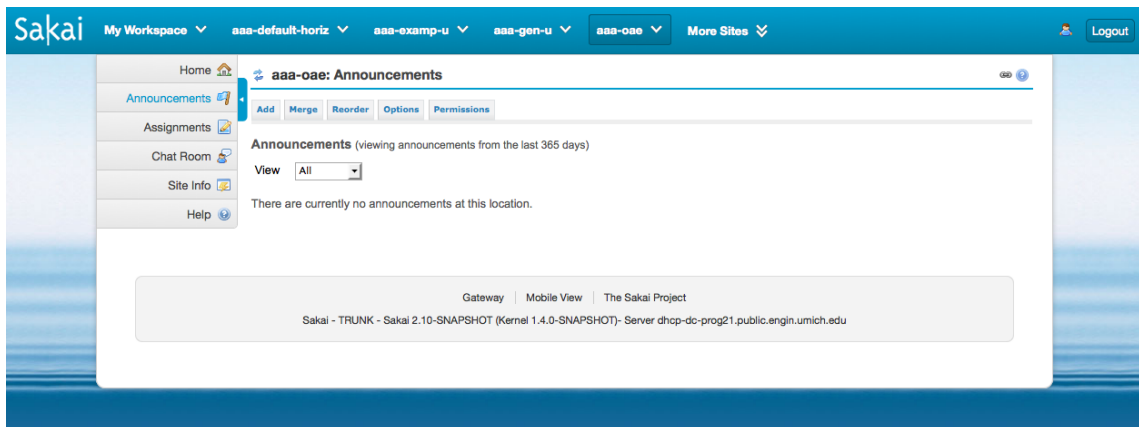 Sakai My Workspace aaa-default-horiz aaa-examp-u aaa-gen-u aaa-oae More Sites Logout
Home
Announcements
Assignments
Chat Room
Site Info
Help
aaa-oae: Announcements
Add Merge Reorder Options Permissions
Announcements (viewing announcements from the last 365 days)
View All
There are currently no announcements at this location.
Gateway | Mobile View | The Sakai Project
Sakai - TRUNK - Sakai 2.10-SNAPSHOT (Kernel 1.4.0-SNAPSHOT)- Server dhcp-dc-prog21.public.engin.umich.edu